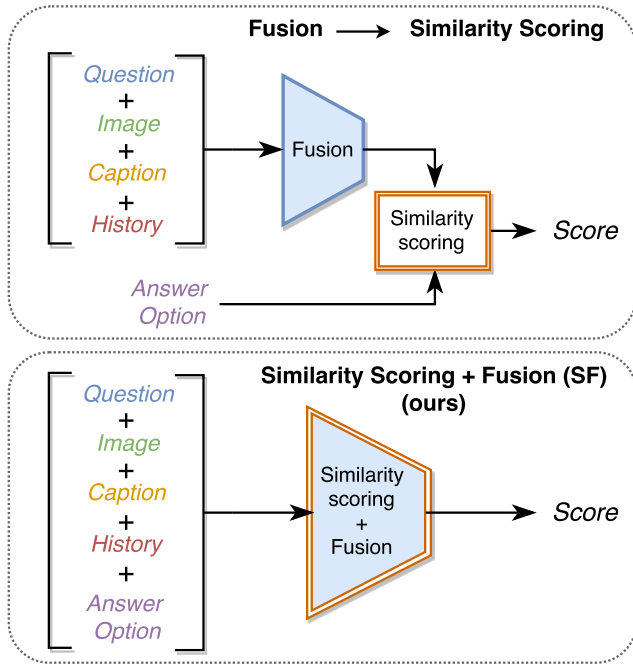 Fusion → Similarity Scoring
Question
+
Image
+
Caption
+
History
Fusion
Similarity
scoring
Score
Answer
Option
Similarity Scoring + Fusion (SF)
(ours)
Question
+
Image
+
Caption
+
History
+
Answer
Option
Similarity
scoring
+
Fusion
Score